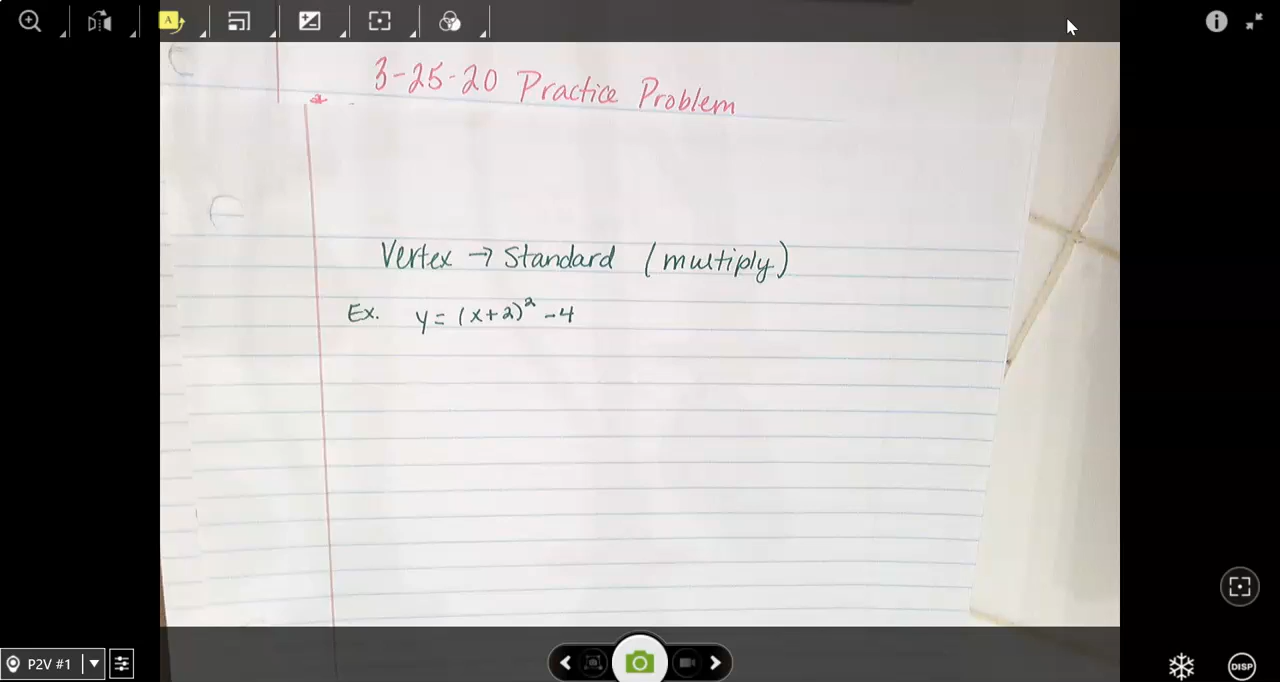 A
3-25-20 Practice Problem
Vertex → Standard (multiply)
Ex. y = (x+2)² -4
P2V #1
DISP